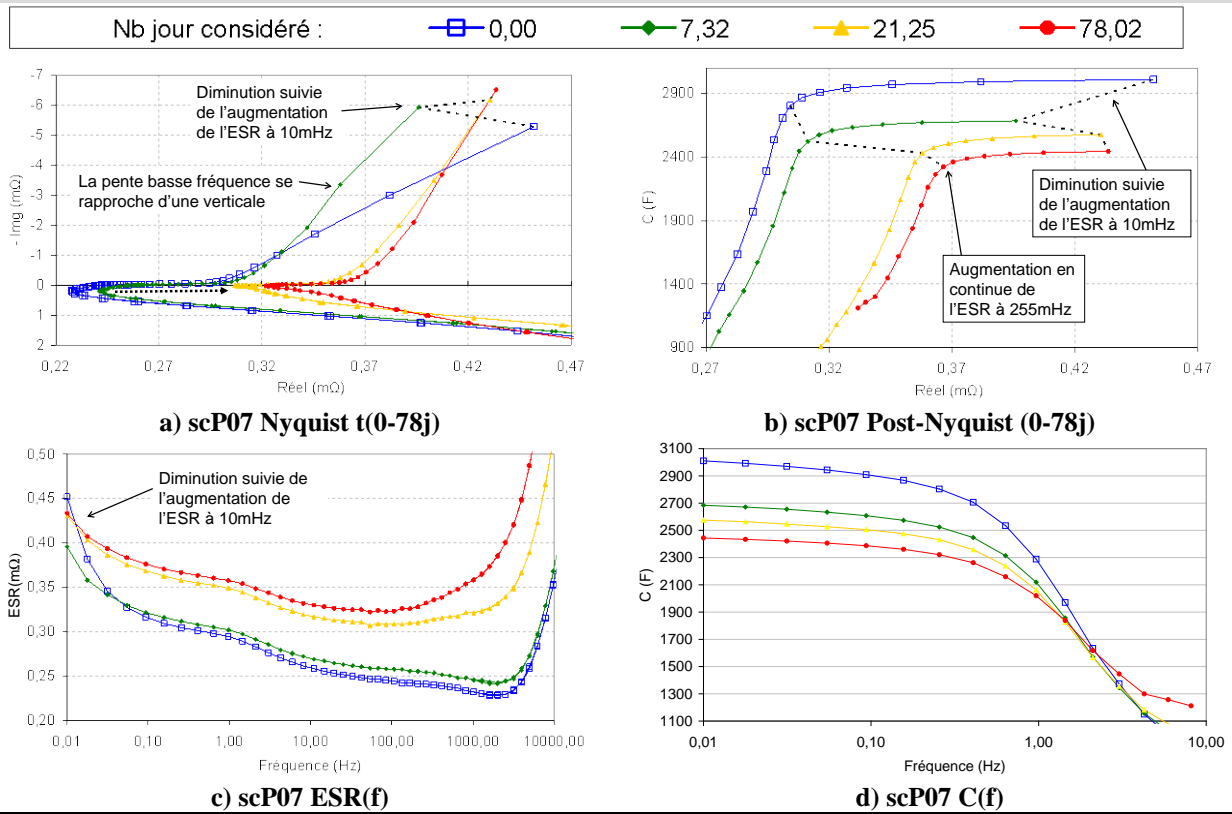 Nb jour considéré : 0,00 7,32 21,25 78,02
-7
-6
-5
-4
-3
-2
-1
0
1
2
- Img (mΩ)
Diminution suivie
de l'augmentation
de l'ESR à 10mHz
La pente basse fréquence se
rapproche d'une verticale
0,22 0,27 0,32 0,37 0,42 0,47
Réel (mΩ)
a) scP07 Nyquist t(0-78j)
2900
2400
1900
1400
900
C (F)
Diminution suivie
de l'augmentation
de l'ESR à 10mHz
Augmentation en
continue de
l'ESR à 255mHz
0,27 0,32 0,37 0,42 0,47
Réel (mΩ)
b) scP07 Post-Nyquist (0-78j)
0,50
0,45
0,40
0,35
0,30
0,25
0,20
ESR(mΩ)
Diminution suivie de
l'augmentation de
l'ESR à 10mHz
0,01 0,10 1,00 10,00 100,00 1000,00 10000,00
Fréquence (Hz)
c) scP07 ESR(f)
3100
2900
2700
2500
2300
2100
1900
1700
1500
1300
1100
C (F)
0,01 0,10 1,00 10,00
Fréquence (Hz)
d) scP07 C(f)